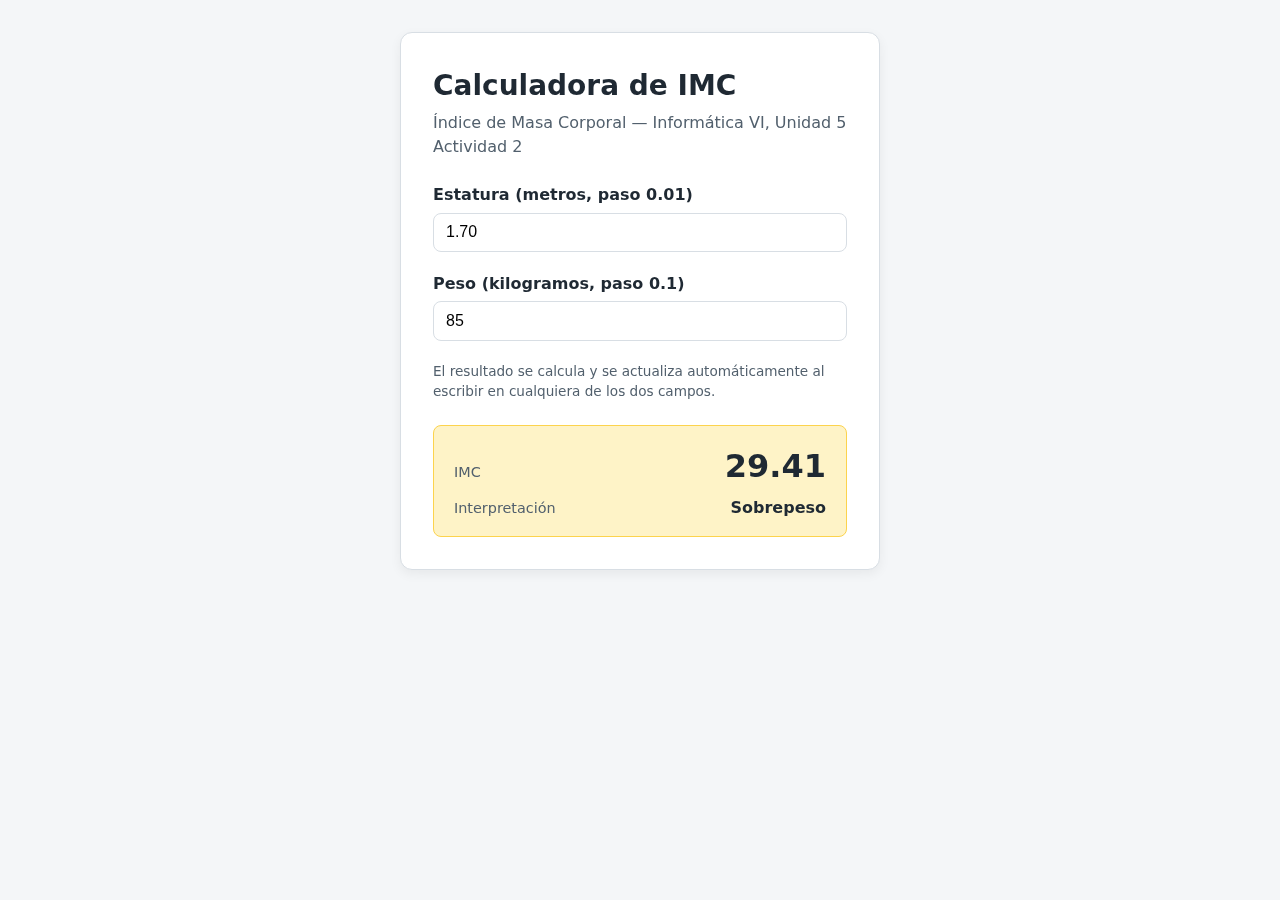 Calculadora de IMC
Índice de Masa Corporal — Informática VI, Unidad 5
Actividad 2
Estatura (metros, paso 0.01)
1.70
Peso (kilogramos, paso 0.1)
85
El resultado se calcula y se actualiza automáticamente al
escribir en cualquiera de los dos campos.
IMC 29.41
Interpretación Sobrepeso